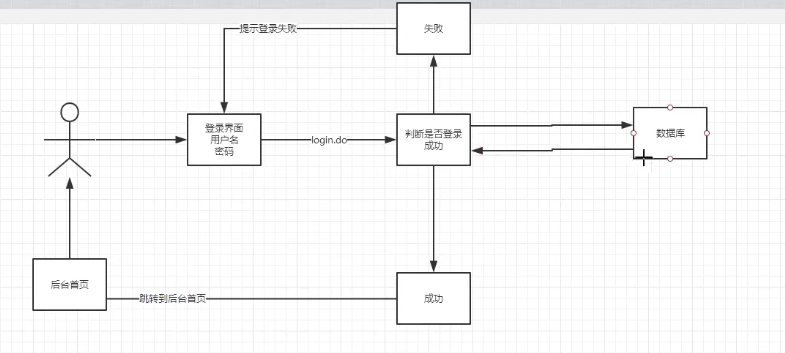 提示登录失败
失败
登录界面
用户名
密码
login.do
判断是否登录
成功
数据库
后台首页
跳转到后台首页
成功